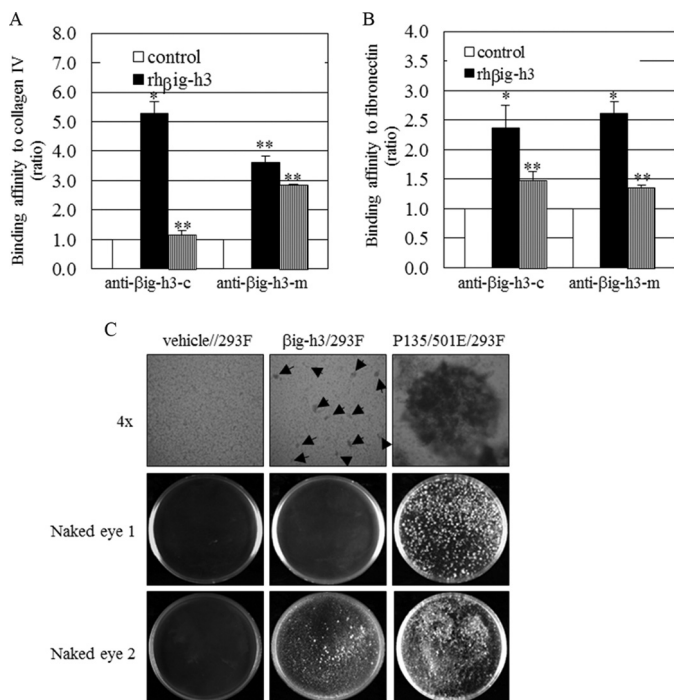 A
Binding affinity to collagen IV
(ratio)
8.0
7.0
6.0
5.0
4.0
3.0
2.0
1.0
0.0
control
rhβig-h3
*
**
**
**
anti-βig-h3-c
anti-βig-h3-m
B
Binding affinity to fibronectin
(ratio)
4.0
3.5
3.0
2.5
2.0
1.5
1.0
0.5
0.0
control
rhβig-h3
*
**
*
**
anti-βig-h3-c
anti-βig-h3-m
C
vehicle//293F
βig-h3/293F
P135/501E/293F
4x
Naked eye 1
Naked eye 2